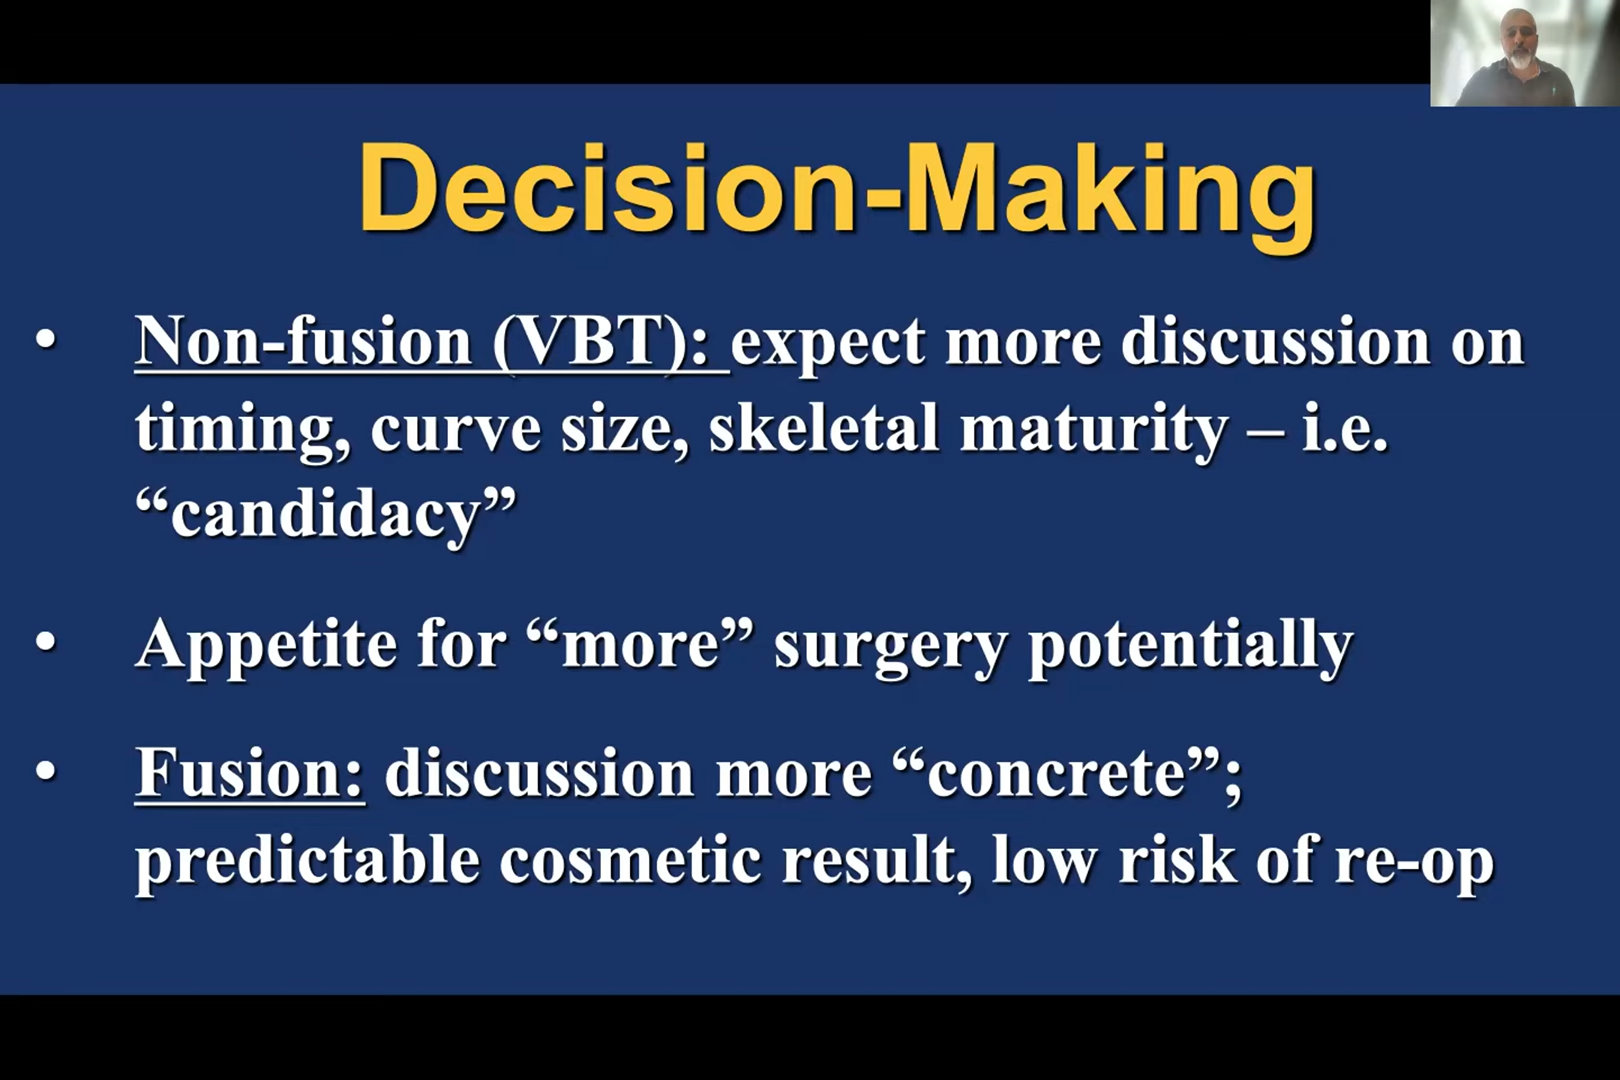 Decision-Making
• Non-fusion (VBT): expect more discussion on
timing, curve size, skeletal maturity – i.e.
“candidacy”
• Appetite for “more” surgery potentially
• Fusion: discussion more “concrete”;
predictable cosmetic result, low risk of re-op